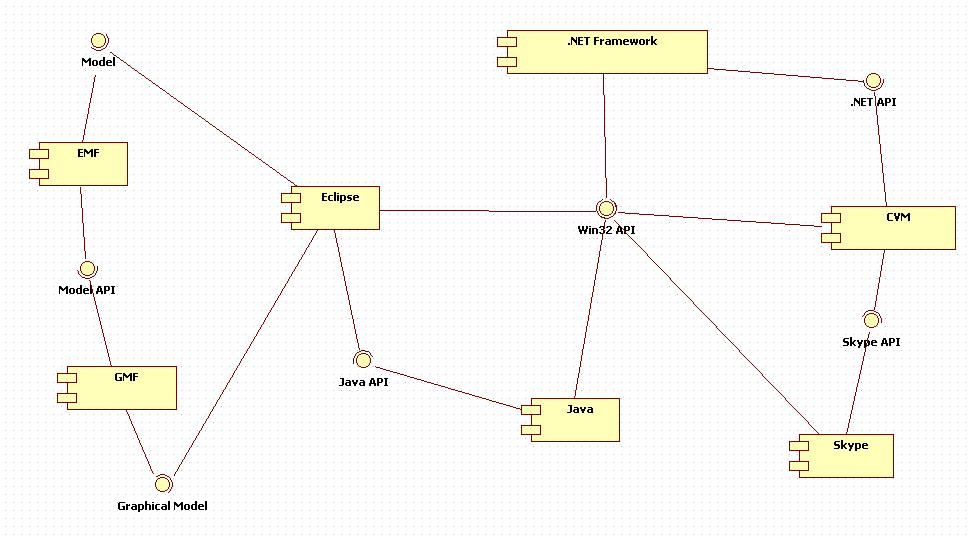 Model
.NET Framework
.NET API
EMF
Eclipse
Win32 API
CVM
Model API
Skype API
GMF
Java API
Java
Skype
Graphical Model